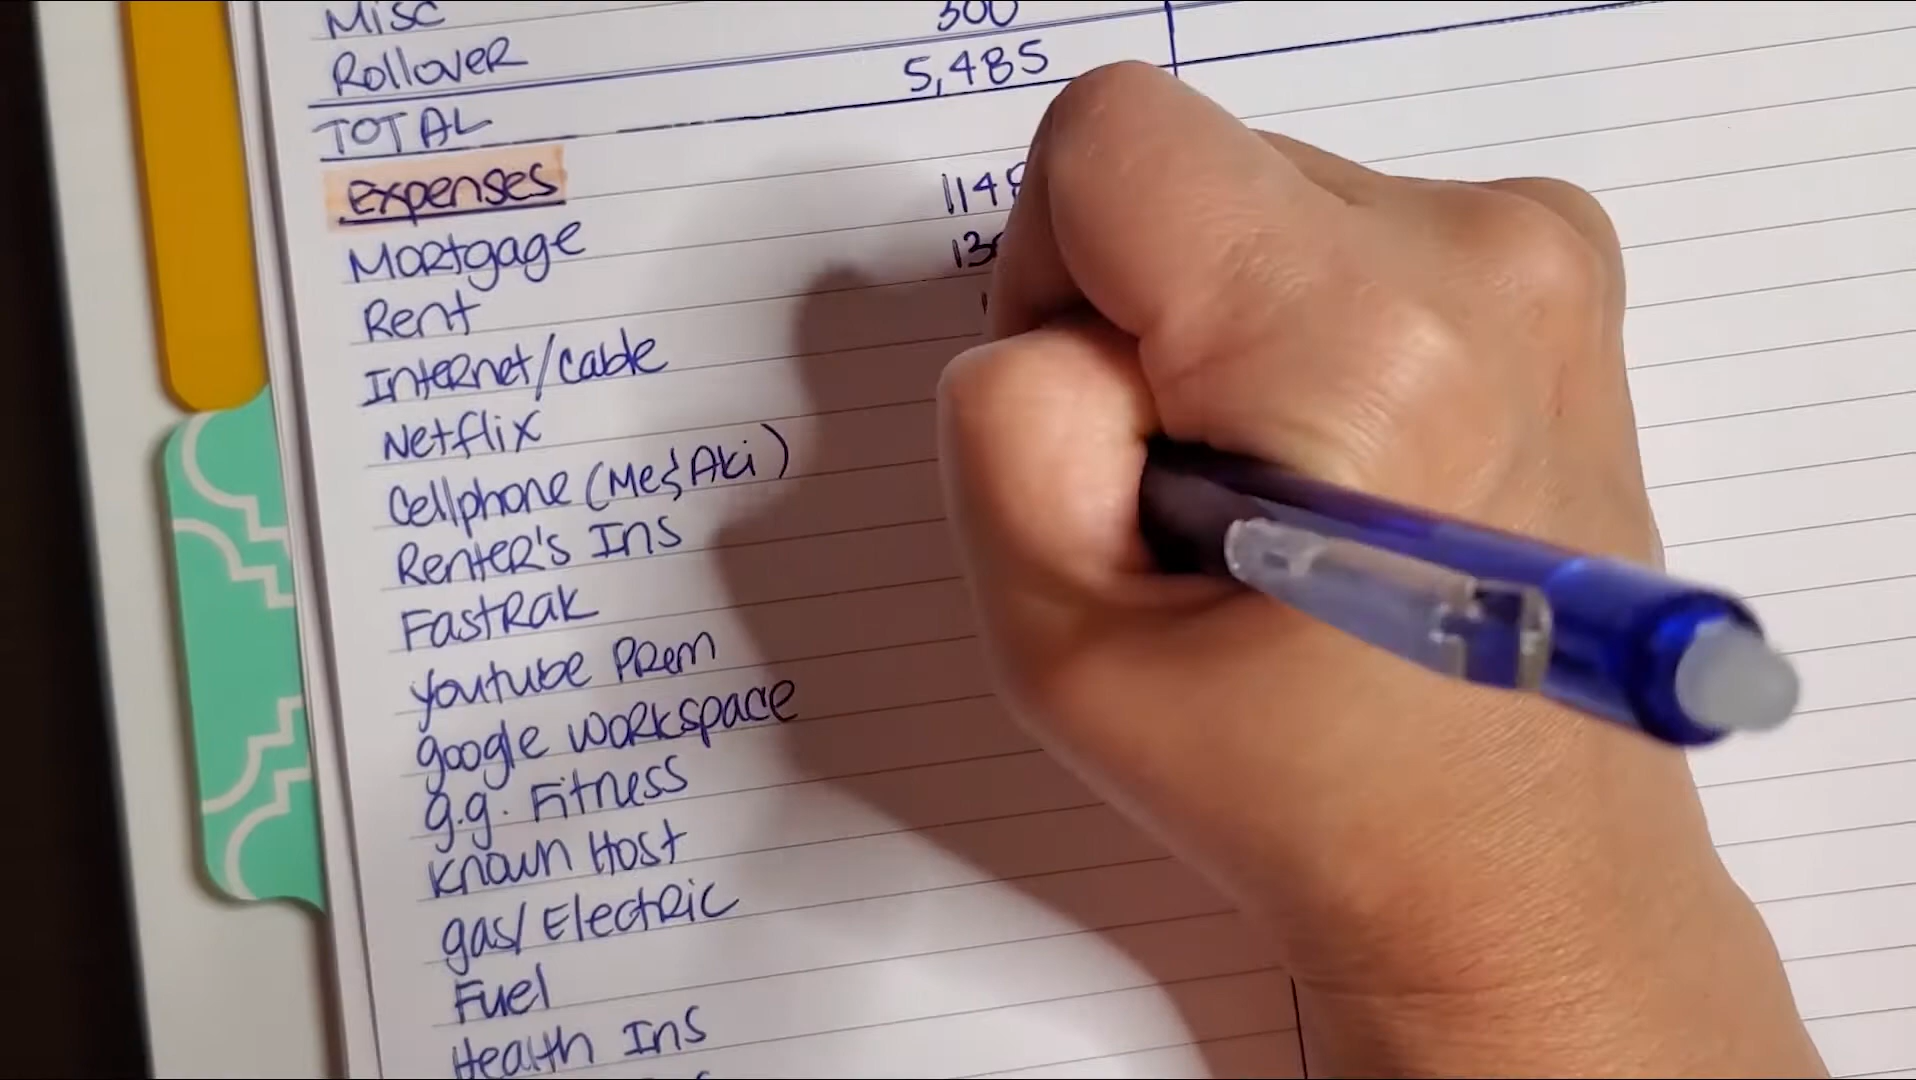 Misc 300
Rollover
TOTAL 5,485
Expenses
Mortgage
Rent
Internet/cable
Netflix
Cellphone (Me & Aki)
Renter's Ins
Fastrak
Youtube Prem
google workspace
g.g. Fitness
Known Host
gas/Electric
Fuel
Health Ins